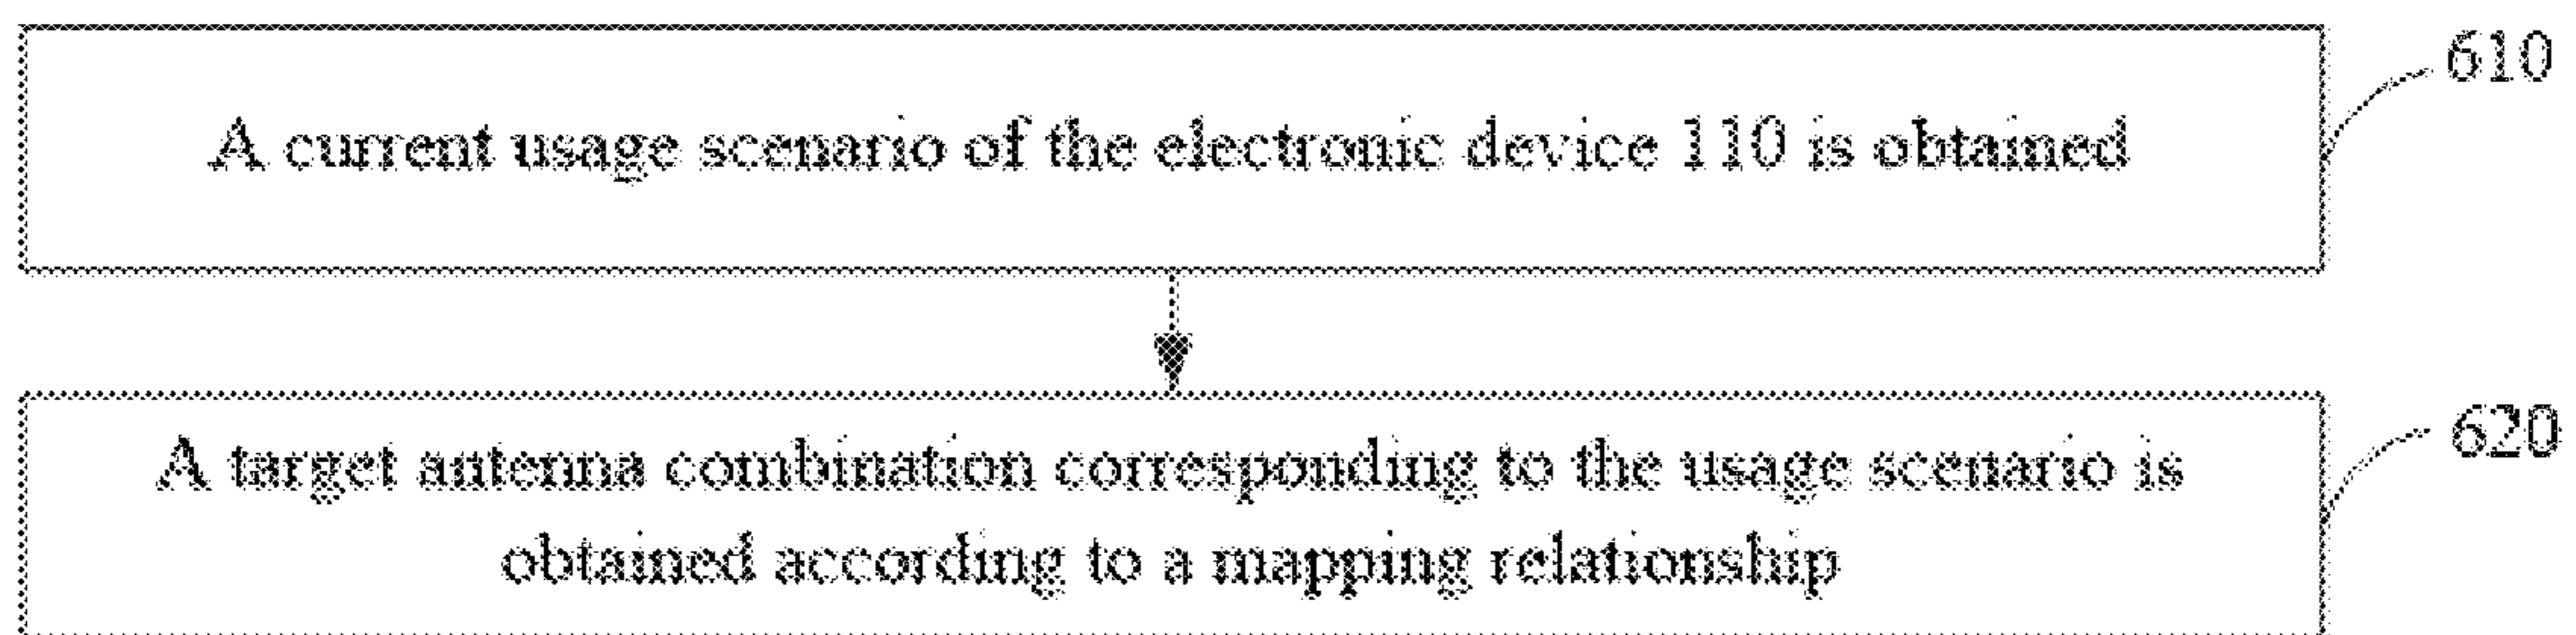 610
A current usage scenario of the electronic device 110 is obtained
620
A target antenna combination corresponding to the usage scenario is
obtained according to a mapping relationship